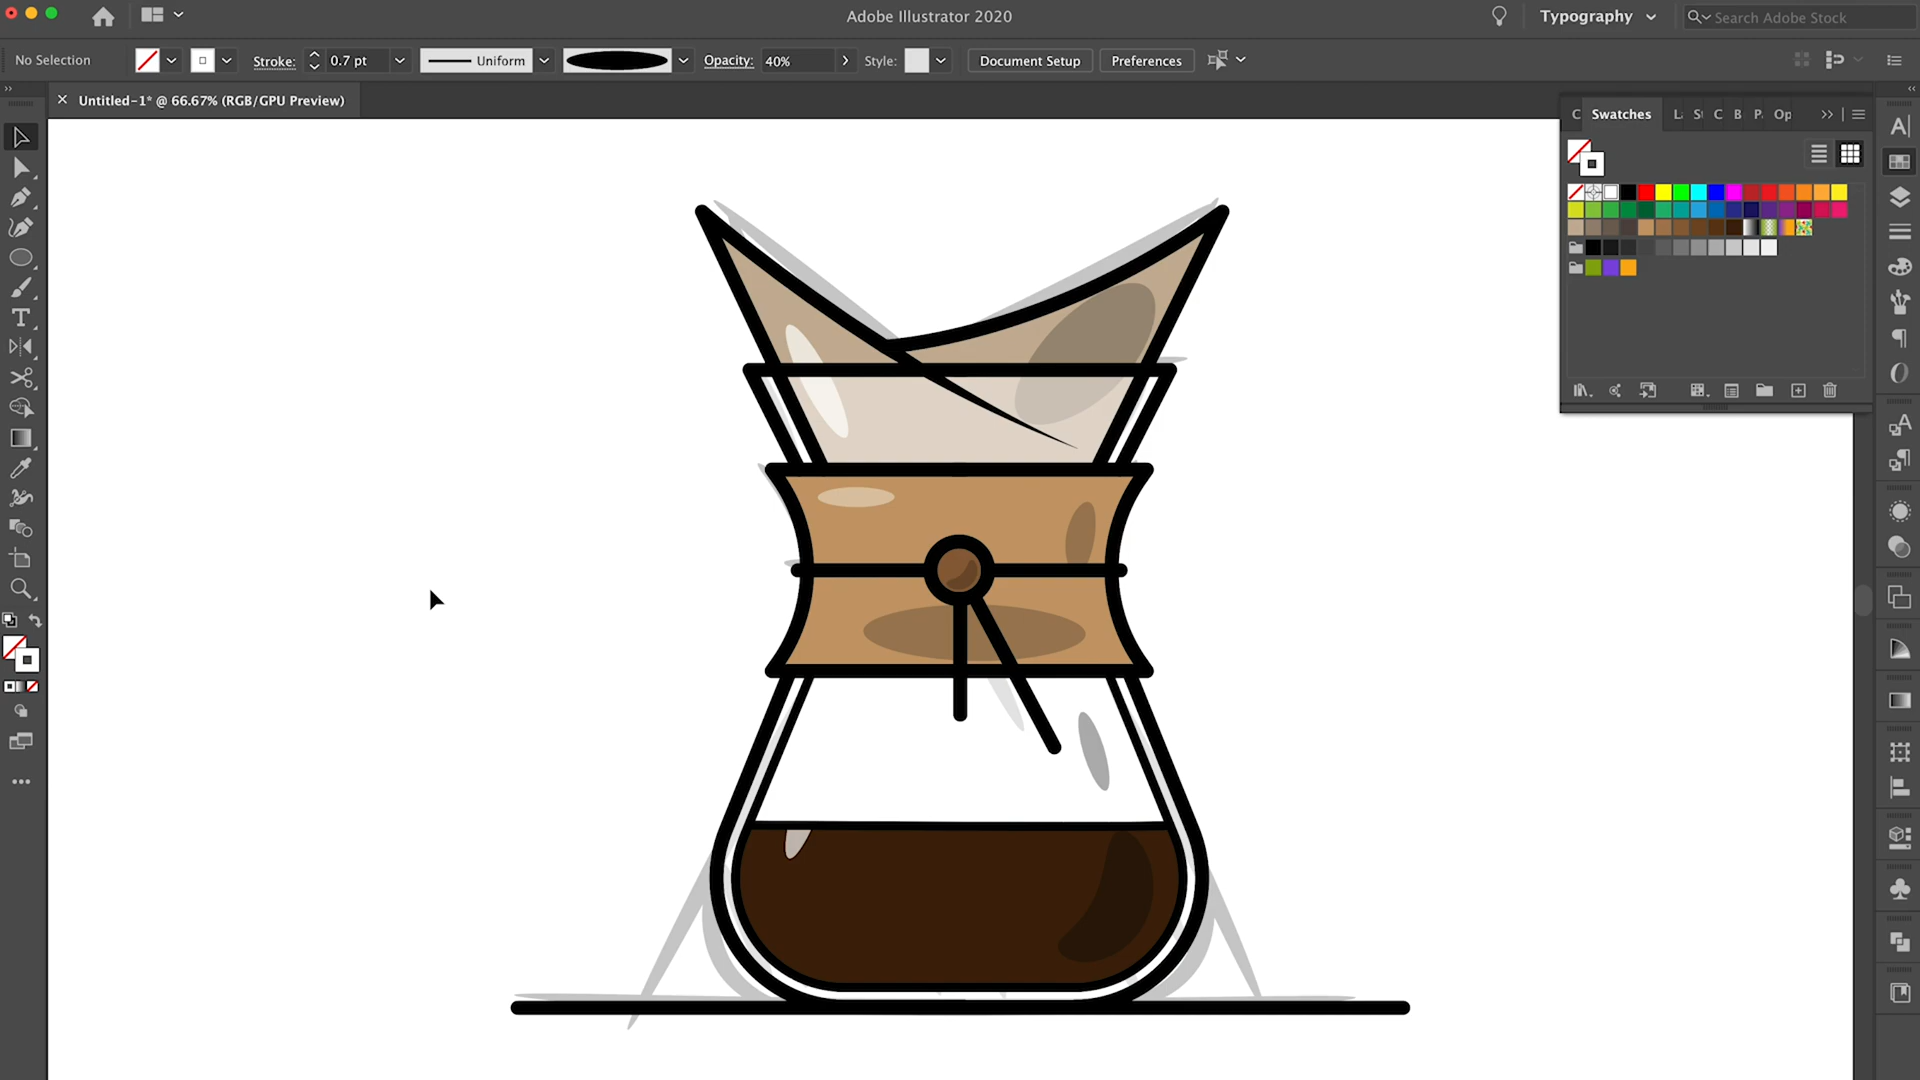 Adobe Illustrator 2020
Typography
Search Adobe Stock
No Selection
Stroke:
0.7 pt
Uniform
Opacity:
40%
Style:
Document Setup
Preferences
Untitled-1* @ 66.67% (RGB/GPU Preview)
C Swatches L S C B P Op